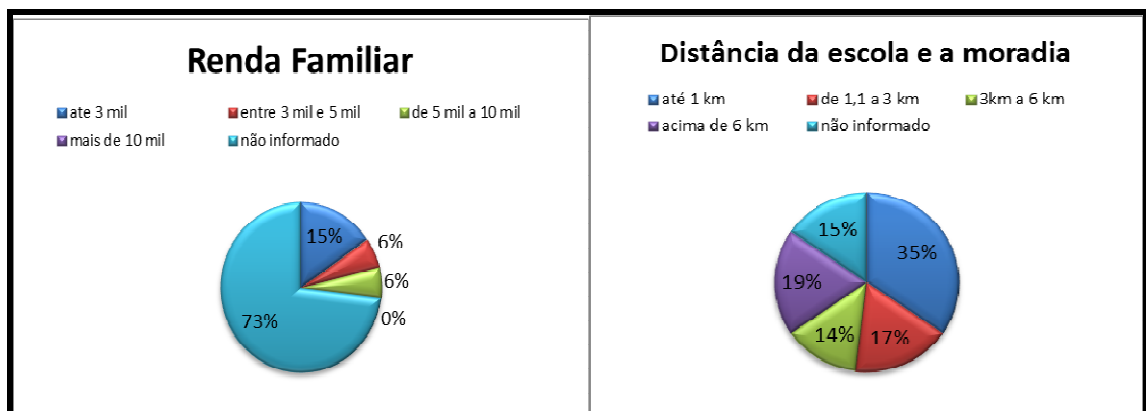 Renda Familiar
ate 3 mil
entre 3 mil e 5 mil
de 5 mil a 10 mil
mais de 10 mil
não informado
15%
6%
6%
0%
73%
Distância da escola e a moradia
até 1 km
de 1,1 a 3 km
3km a 6 km
acima de 6 km
não informado
35%
17%
14%
19%
15%